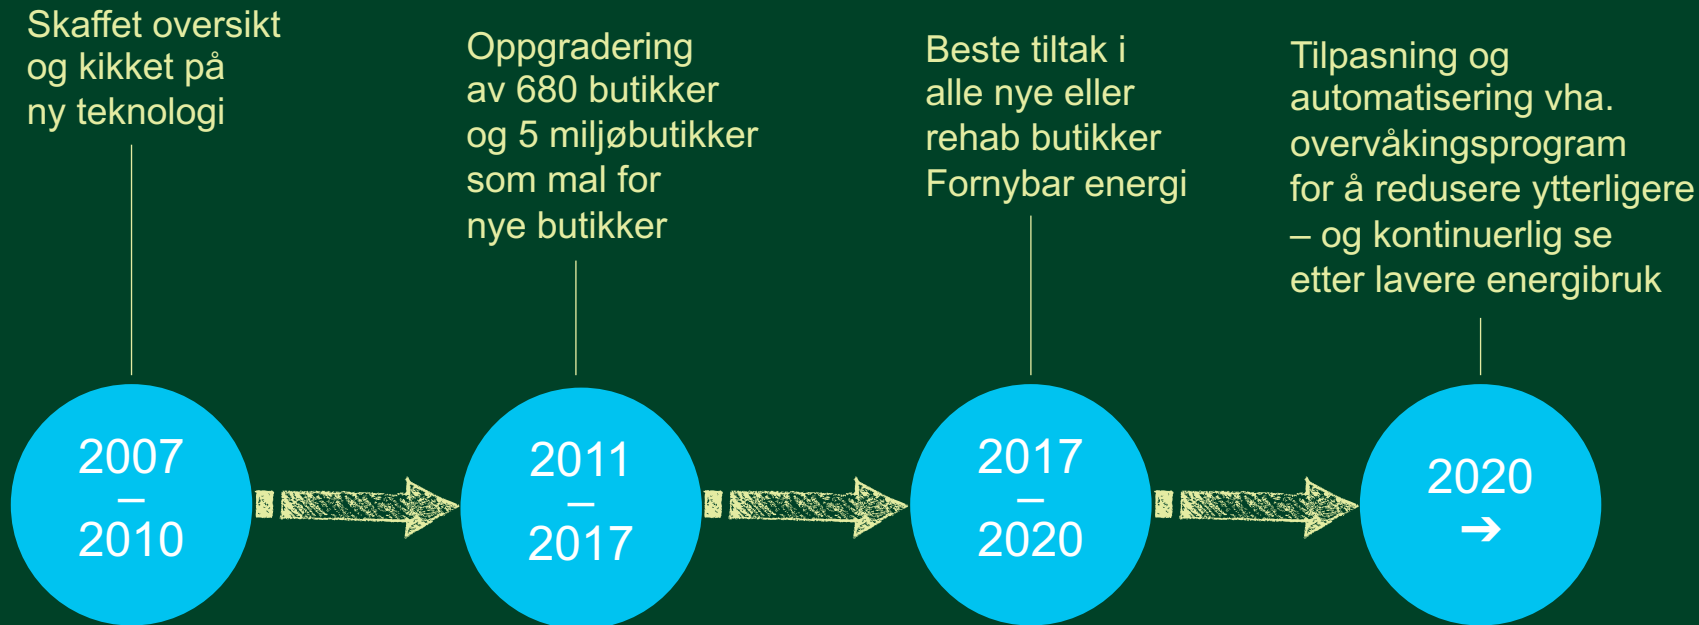 Skaffet oversikt
og kikket på
ny teknologi
Oppgradering
av 680 butikker
og 5 miljøbutikker
som mal for
nye butikker
Beste tiltak i
alle nye eller
rehab butikker
Fornybar energi
Tilpasning og
automatisering vha.
overvåkingsprogram
for å redusere ytterligere
– og kontinuerlig se
etter lavere energibruk
2007
–
2010
2011
–
2017
2017
–
2020
2020
➔